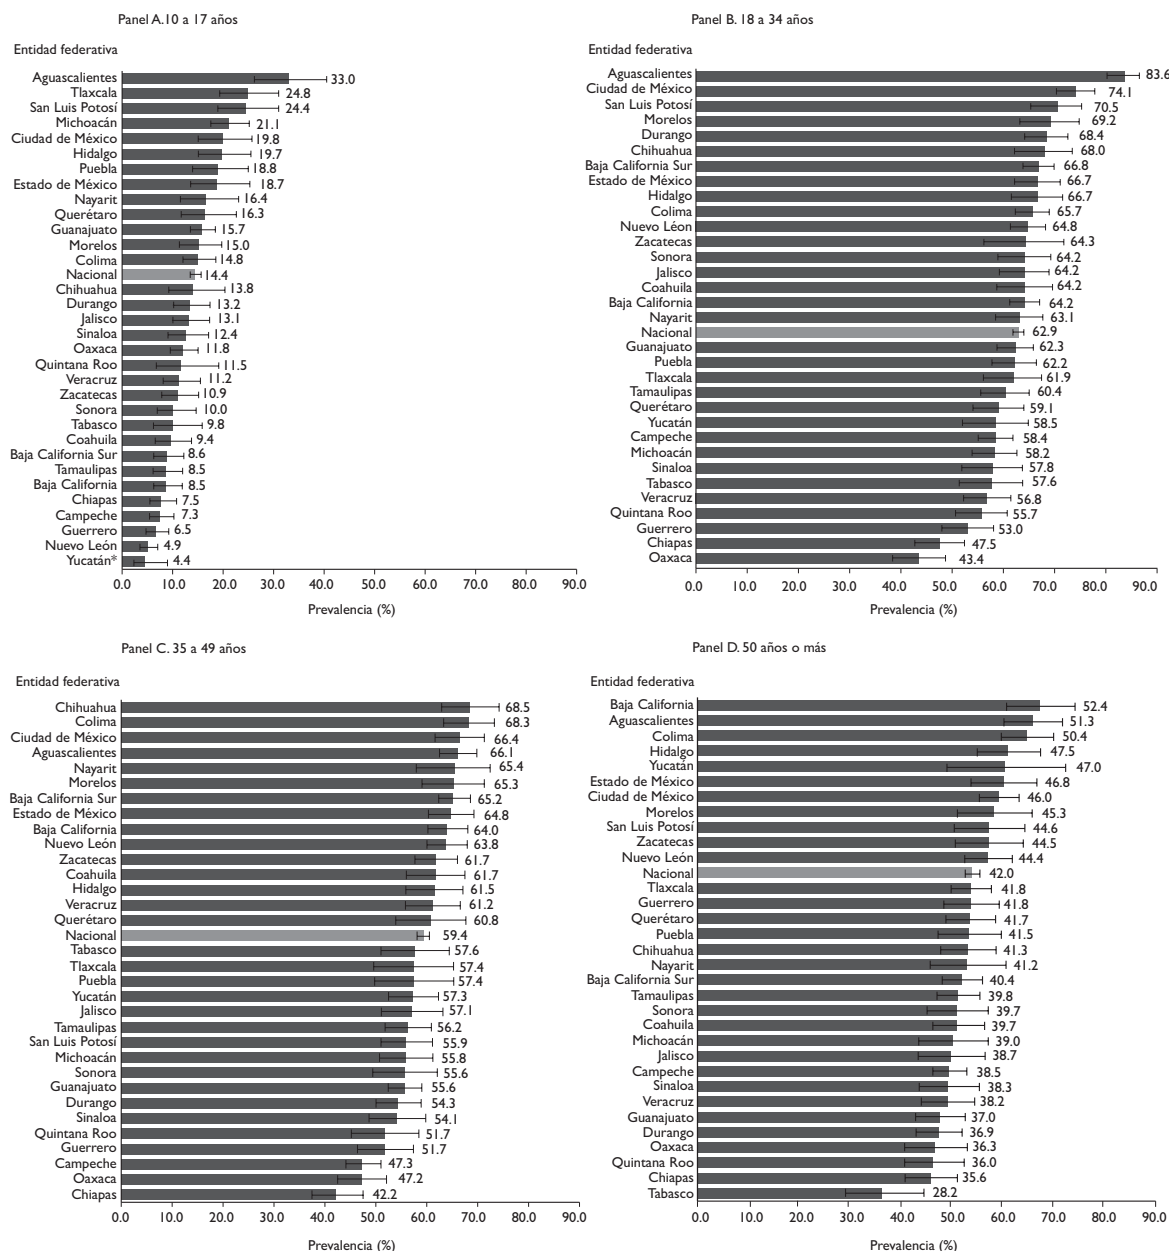 Panel A. 10 a 17 años
Entidad federativa
Aguascalientes 33.0
Tlaxcala 24.8
San Luis Potosí 24.4
Michoacán 21.1
Ciudad de México 19.8
Hidalgo 19.7
Puebla 18.8
Estado de México 18.7
Nayarit 16.4
Querétaro 16.3
Guanajuato 15.7
Morelos 15.0
Colima 14.8
Nacional 14.4
Chihuahua 13.8
Durango 13.2
Jalisco 13.1
Sinaloa 12.4
Oaxaca 11.8
Quintana Roo 11.5
Veracruz 11.2
Zacatecas 10.9
Sonora 10.0
Tabasco 9.8
Coahuila 9.4
Baja California Sur 8.6
Tamaulipas 8.5
Baja California 8.5
Chiapas 7.5
Campeche 7.3
Guerrero 6.5
Nuevo León 4.9
Yucatán* 4.4
0.0 10.0 20.0 30.0 40.0 50.0 60.0 70.0 80.0 90.0
Prevalencia (%)
Panel B. 18 a 34 años
Entidad federativa
Aguascalientes 83.6
Ciudad de México 74.1
San Luis Potosí 70.5
Morelos 69.2
Durango 68.4
Chihuahua 68.0
Baja California Sur 66.8
Estado de México 66.7
Hidalgo 66.7
Colima 65.7
Nuevo Léon 64.8
Zacatecas 64.3
Sonora 64.2
Jalisco 64.2
Coahuila 64.2
Baja California 64.2
Nayarit 63.1
Nacional 62.9
Guanajuato 62.3
Puebla 62.2
Tlaxcala 61.9
Tamaulipas 60.4
Querétaro 59.1
Yucatán 58.5
Campeche 58.4
Michoacán 58.2
Sinaloa 57.8
Tabasco 57.6
Veracruz 56.8
Quintana Roo 55.7
Guerrero 53.0
Chiapas 47.5
Oaxaca 43.4
0.0 10.0 20.0 30.0 40.0 50.0 60.0 70.0 80.0 90.0
Prevalencia (%)
Panel C. 35 a 49 años
Entidad federativa
Chihuahua 68.5
Colima 68.3
Ciudad de México 66.4
Aguascalientes 66.1
Nayarit 65.4
Morelos 65.3
Baja California Sur 65.2
Estado de México 64.8
Baja California 64.0
Nuevo León 63.8
Zacatecas 61.7
Coahuila 61.7
Hidalgo 61.5
Veracruz 61.2
Querétaro 60.8
Nacional 59.4
Tabasco 57.6
Tlaxcala 57.4
Puebla 57.4
Yucatán 57.3
Jalisco 57.1
Tamaulipas 56.2
San Luis Potosí 55.9
Michoacán 55.8
Sonora 55.6
Guanajuato 55.6
Durango 54.3
Sinaloa 54.1
Quintana Roo 51.7
Guerrero 51.7
Campeche 47.3
Oaxaca 47.2
Chiapas 42.2
0.0 10.0 20.0 30.0 40.0 50.0 60.0 70.0 80.0 90.0
Prevalencia (%)
Panel D. 50 años o más
Entidad federativa
Baja California 52.4
Aguascalientes 51.3
Colima 50.4
Hidalgo 47.5
Yucatán 47.0
Estado de México 46.8
Ciudad de México 46.0
Morelos 45.3
San Luis Potosí 44.6
Zacatecas 44.5
Nuevo León 44.4
Nacional 42.0
Tlaxcala 41.8
Guerrero 41.8
Querétaro 41.7
Puebla 41.5
Chihuahua 41.3
Nayarit 41.2
Baja California Sur 40.4
Tamaulipas 39.8
Sonora 39.7
Coahuila 39.7
Michoacán 39.0
Jalisco 38.7
Campeche 38.5
Sinaloa 38.3
Veracruz 38.2
Guanajuato 37.0
Durango 36.9
Oaxaca 36.3
Quintana Roo 36.0
Chiapas 35.6
Tabasco 28.2
0.0 10.0 20.0 30.0 40.0 50.0 60.0 70.0 80.0 90.0
Prevalencia (%)